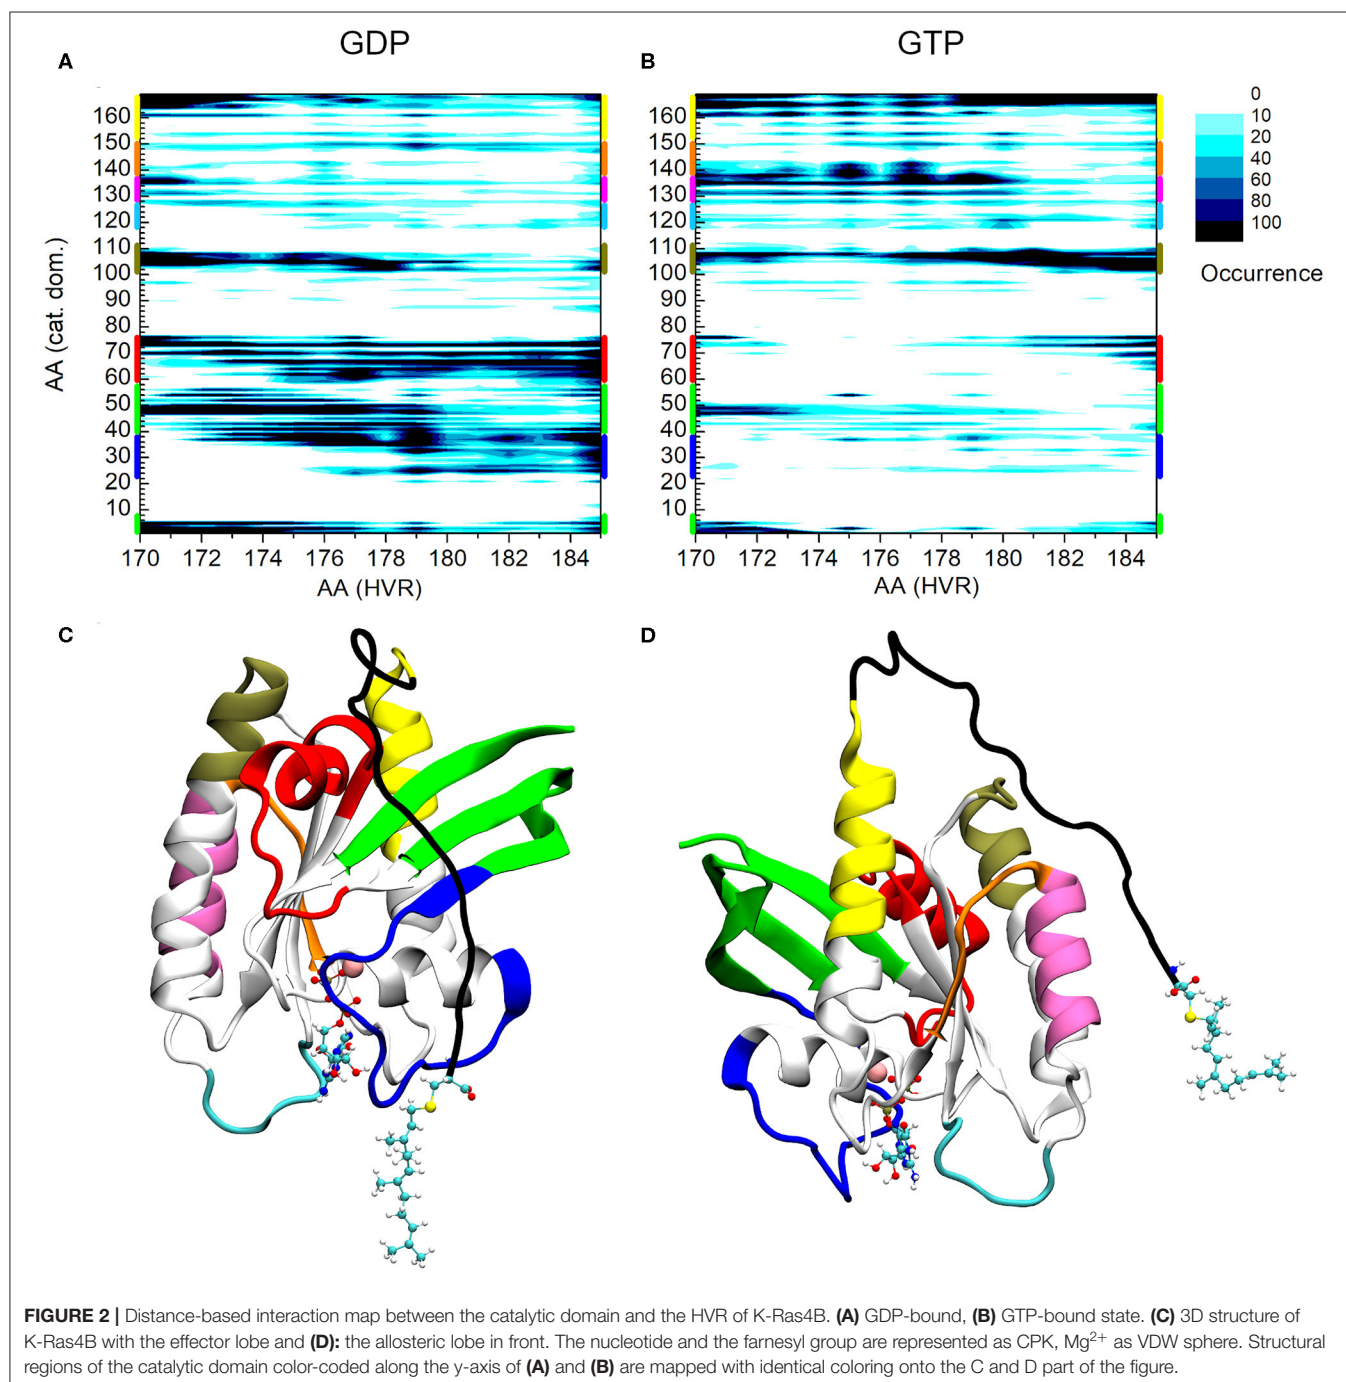 GDP
GTP
A
B
160
150
140
130
120
110
100
90
80
70
60
50
40
30
20
10
AA (cat. dom.)
170 172 174 176 178 180 182 184
AA (HVR)
160
150
140
130
120
110
100
90
80
70
60
50
40
30
20
10
170 172 174 176 178 180 182 184
AA (HVR)
0
10
20
40
60
80
100
Occurrence
C
D
FIGURE 2 | Distance-based interaction map between the catalytic domain and the HVR of K-Ras4B. (A) GDP-bound, (B) GTP-bound state. (C) 3D structure of
K-Ras4B with the effector lobe and (D): the allosteric lobe in front. The nucleotide and the farnesyl group are represented as CPK, Mg²⁺ as VDW sphere. Structural
regions of the catalytic domain color-coded along the y-axis of (A) and (B) are mapped with identical coloring onto the C and D part of the figure.